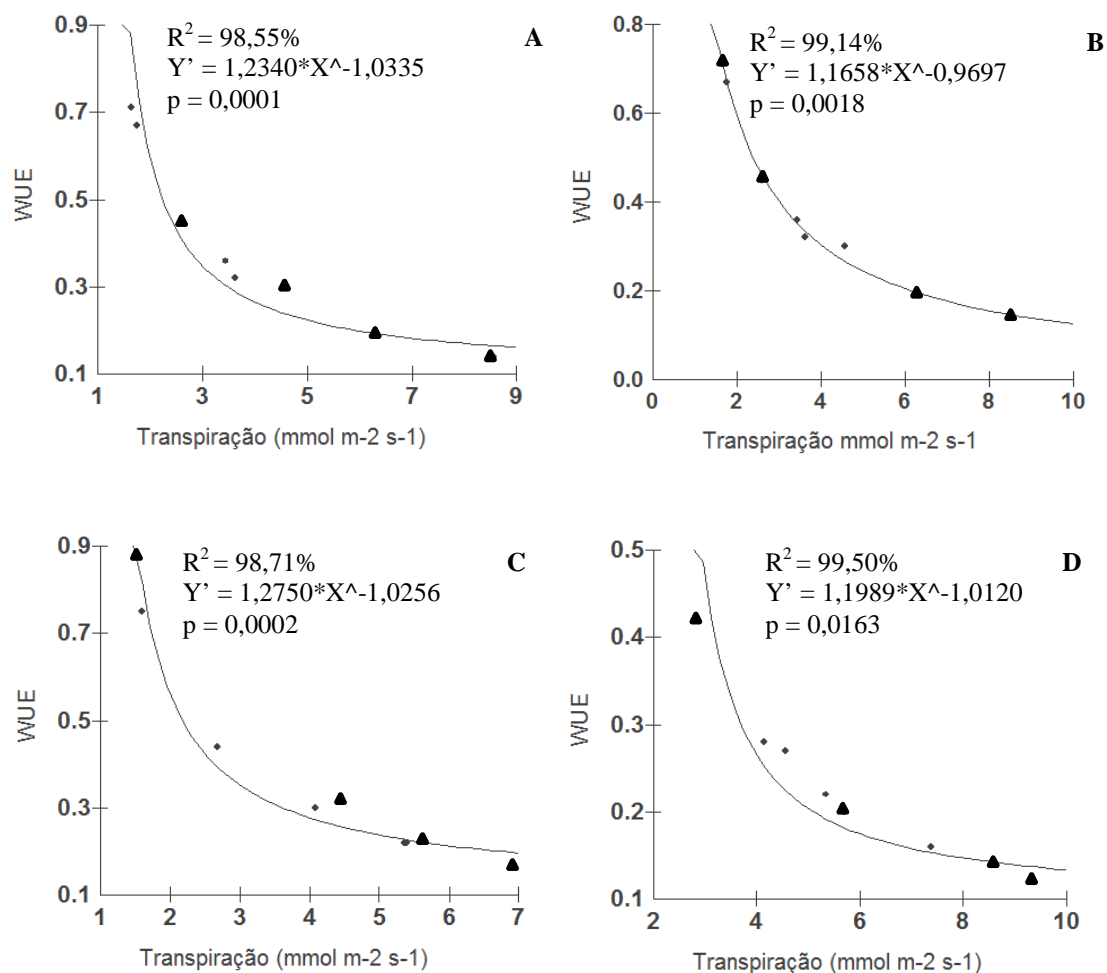 A
R² = 98,55%
Y’ = 1,2340*X^-1,0335
p = 0,0001
WUE
0.9
0.7
0.5
0.3
0.1
1 3 5 7 9
Transpiração (mmol m-2 s-1)
B
R² = 99,14%
Y’ = 1,1658*X^-0,9697
p = 0,0018
WUE
0.8
0.6
0.4
0.2
0.0
0 2 4 6 8 10
Transpiração mmol m-2 s-1
C
R² = 98,71%
Y’ = 1,2750*X^-1,0256
p = 0,0002
WUE
0.9
0.7
0.5
0.3
0.1
1 2 3 4 5 6 7
Transpiração (mmol m-2 s-1)
D
R² = 99,50%
Y’ = 1,1989*X^-1,0120
p = 0,0163
WUE
0.5
0.4
0.3
0.2
0.1
2 4 6 8 10
Transpiração (mmol m-2 s-1)